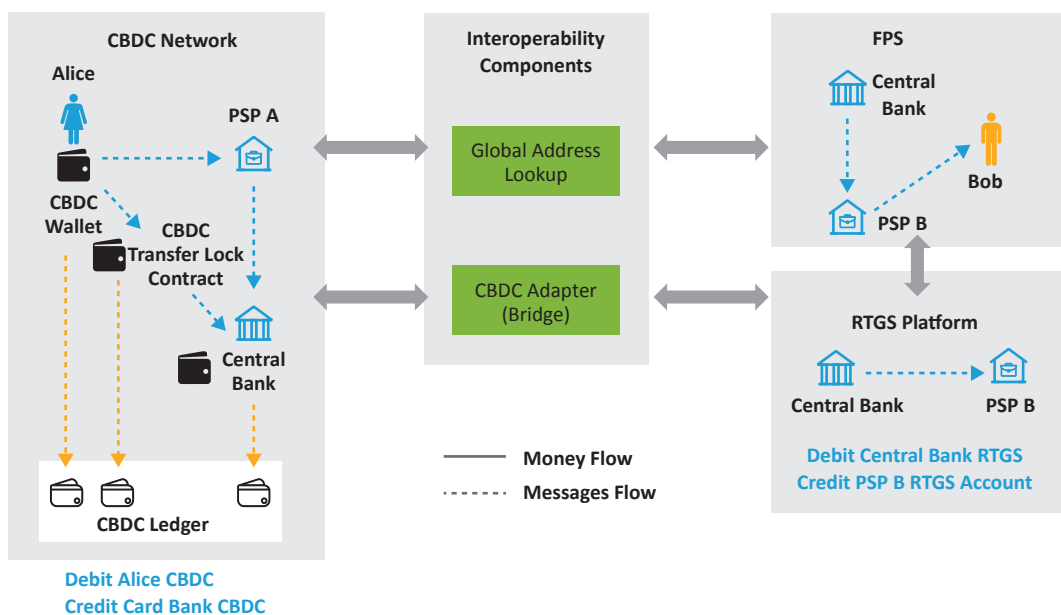 CBDC Network
Alice
PSP A
CBDC
Wallet
CBDC
Transfer Lock
Contract
Central
Bank
CBDC Ledger
Debit Alice CBDC
Credit Card Bank CBDC
Interoperability
Components
Global Address
Lookup
CBDC Adapter
(Bridge)
Money Flow
Messages Flow
FPS
Central
Bank
Bob
PSP B
RTGS Platform
Central Bank
PSP B
Debit Central Bank RTGS
Credit PSP B RTGS Account